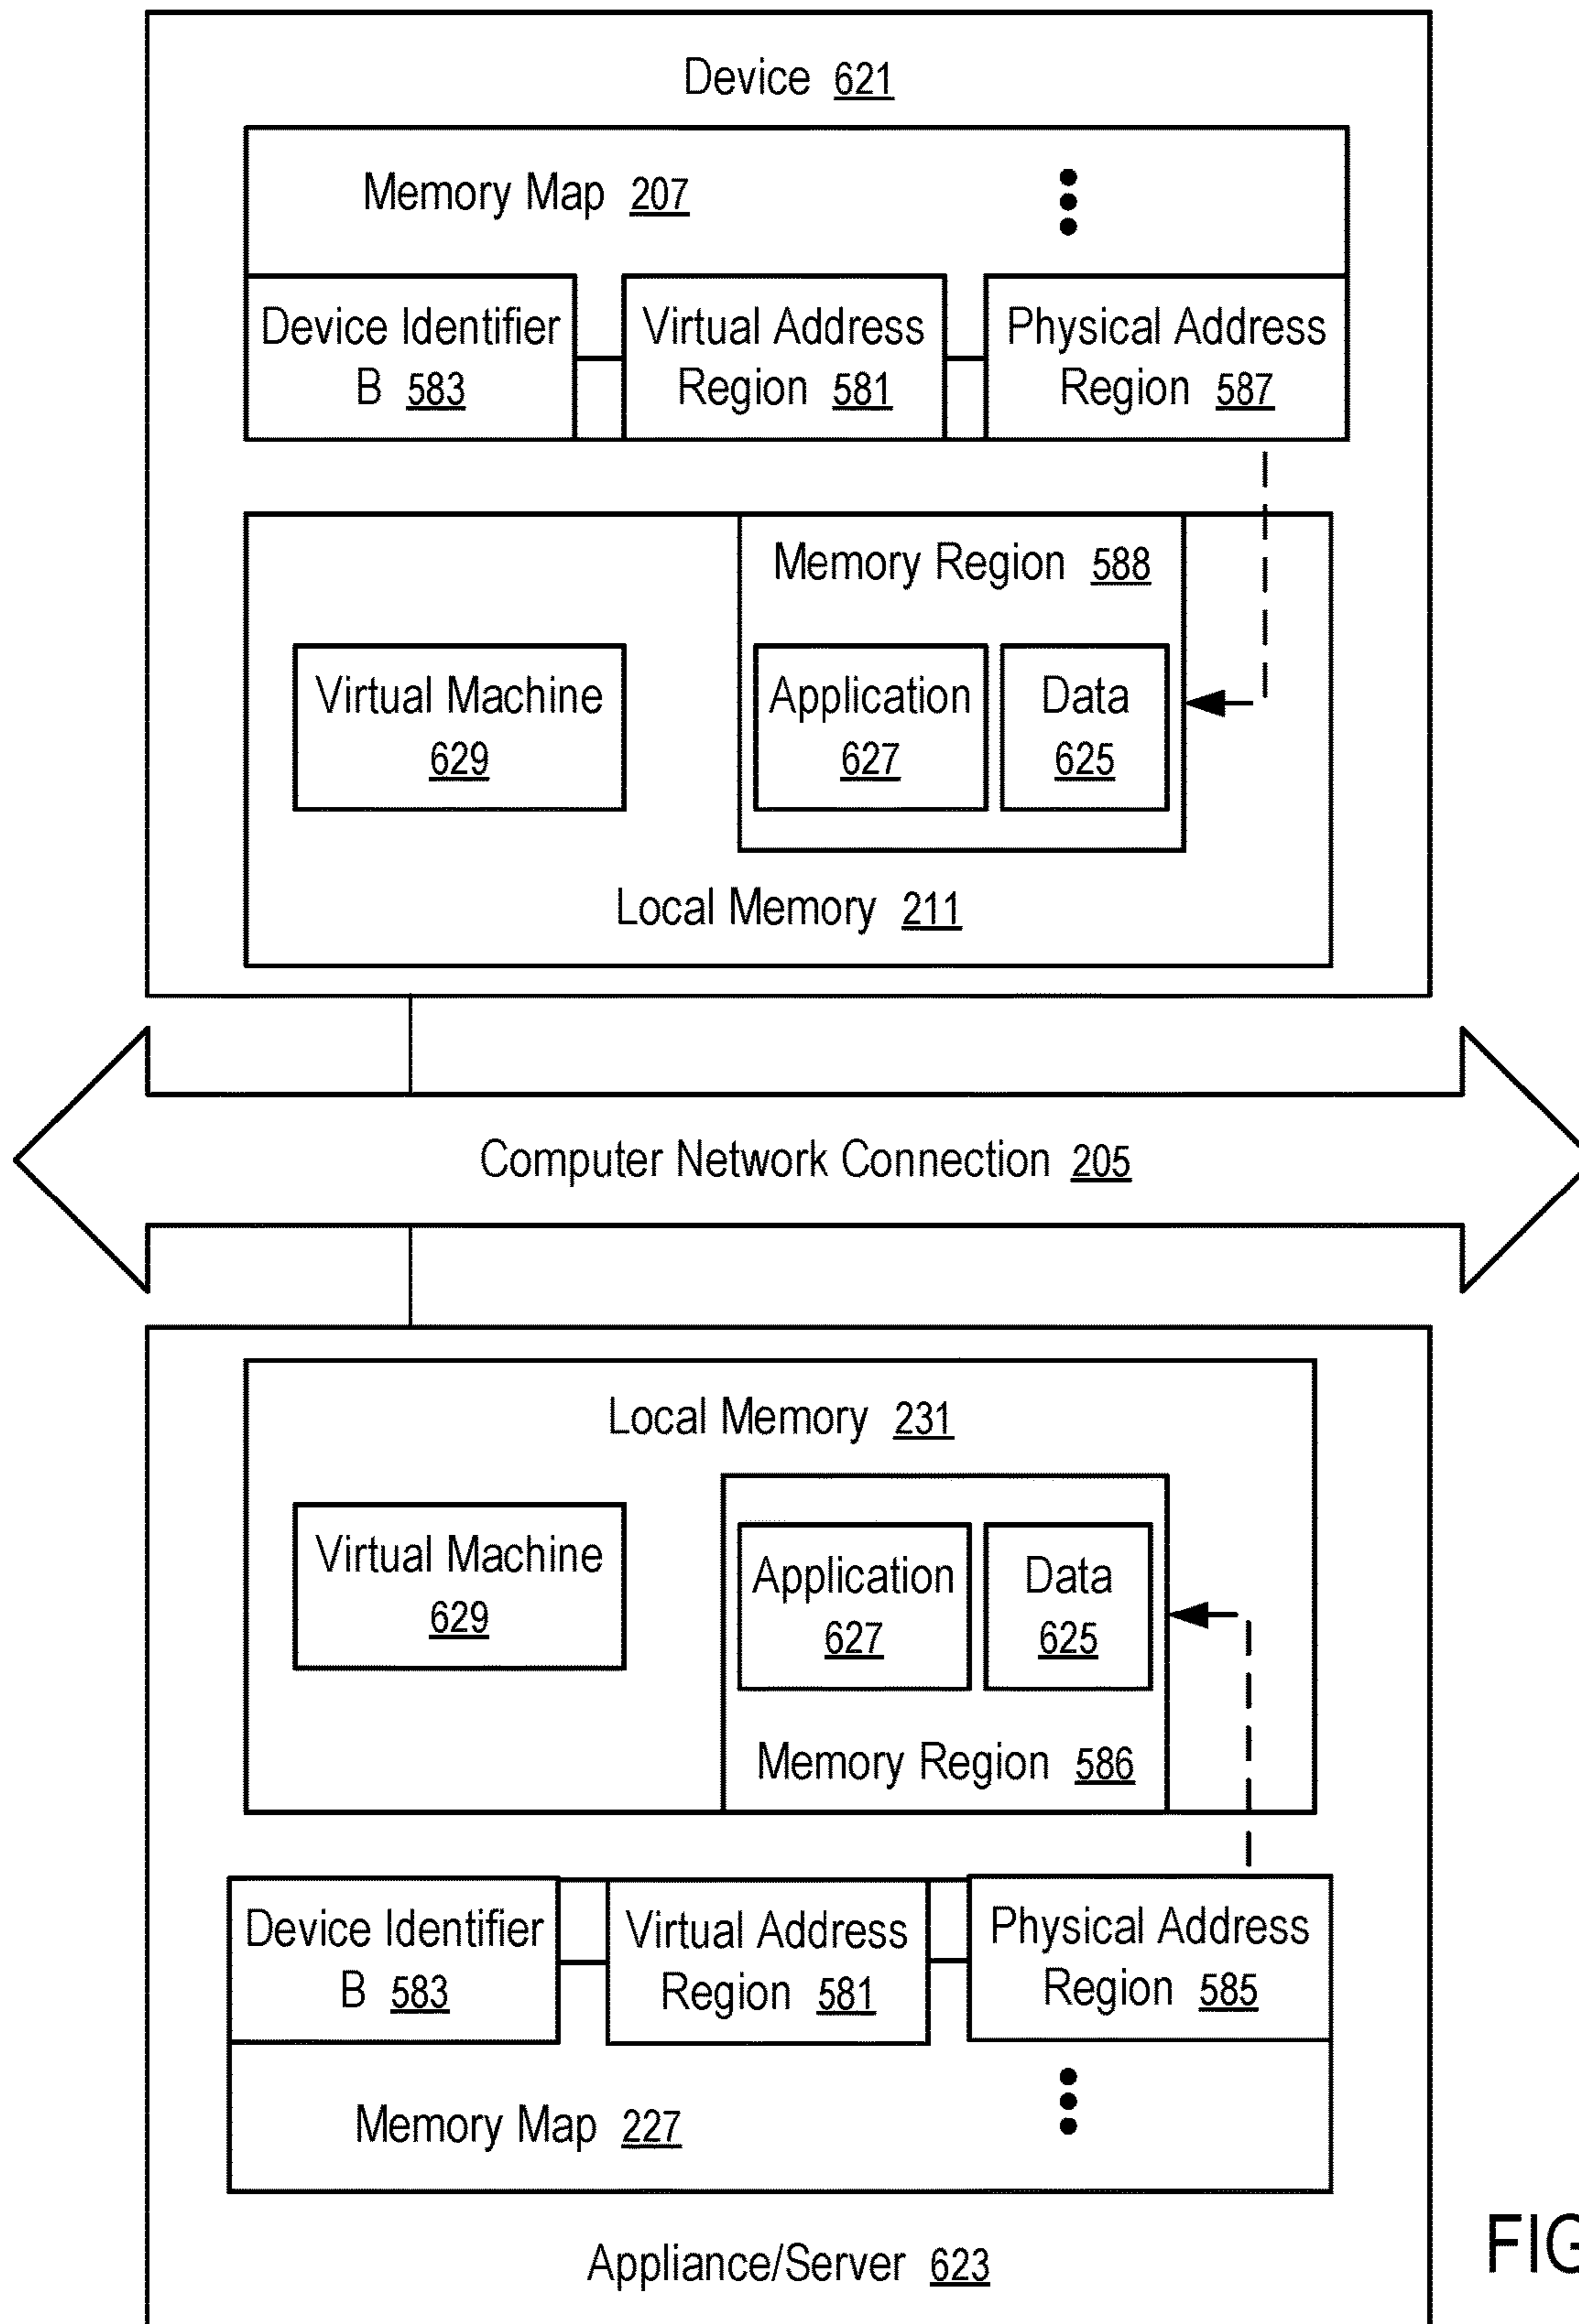 Device 621
Memory Map 207
Device Identifier
B 583
Virtual Address
Region 581
Physical Address
Region 587
Memory Region 588
Virtual Machine
629
Application
627
Data
625
Local Memory 211
Computer Network Connection 205
Local Memory 231
Virtual Machine
629
Application
627
Data
625
Memory Region 586
Device Identifier
B 583
Virtual Address
Region 581
Physical Address
Region 585
Memory Map 227
Appliance/Server 623